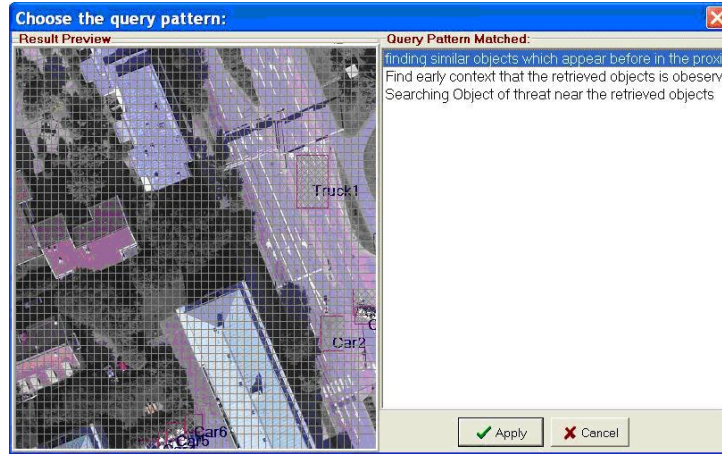 Choose the query pattern:
Result Preview
Query Pattern Matched:
finding similar objects which appear before in the proxi
Find early context that the retrieved objects is obeserv
Searching Object of threat near the retrieved objects
Truck1
C
Car2
Car6
Car5
Apply
Cancel